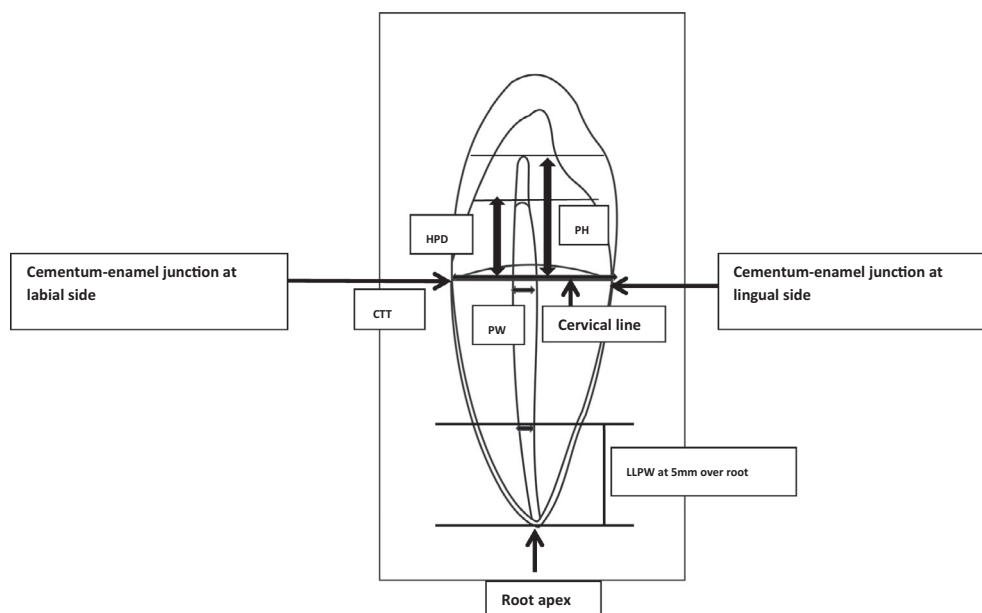 HPD
PH
Cementum-enamel junction at
labial side
Cementum-enamel junction at
lingual side
CTT
PW
Cervical line
LLPW at 5mm over root
Root apex